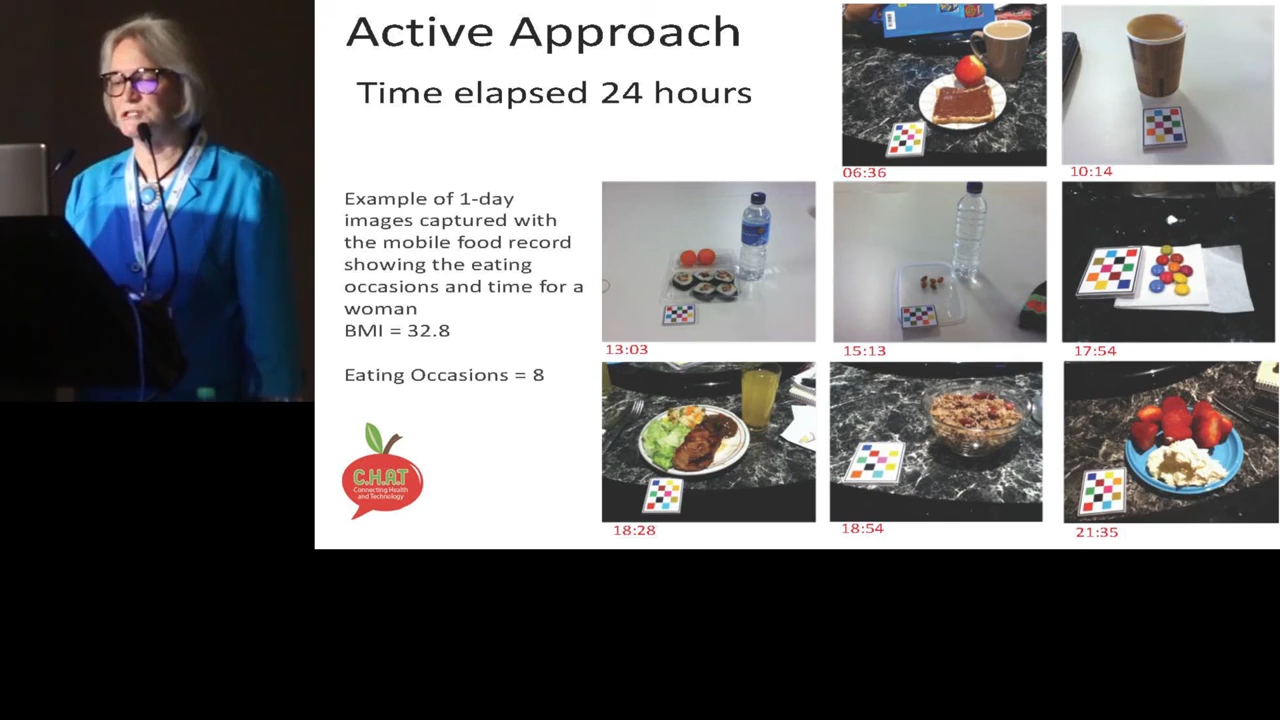 Active Approach
Time elapsed 24 hours
06:36
10:14
Example of 1-day
images captured with
the mobile food record
showing the eating
occasions and time for a
woman
BMI = 32.8
Eating Occasions = 8
13:03
15:13
17:54
C.H.A.T
Connecting Health
and Technology
18:28
18:54
21:35